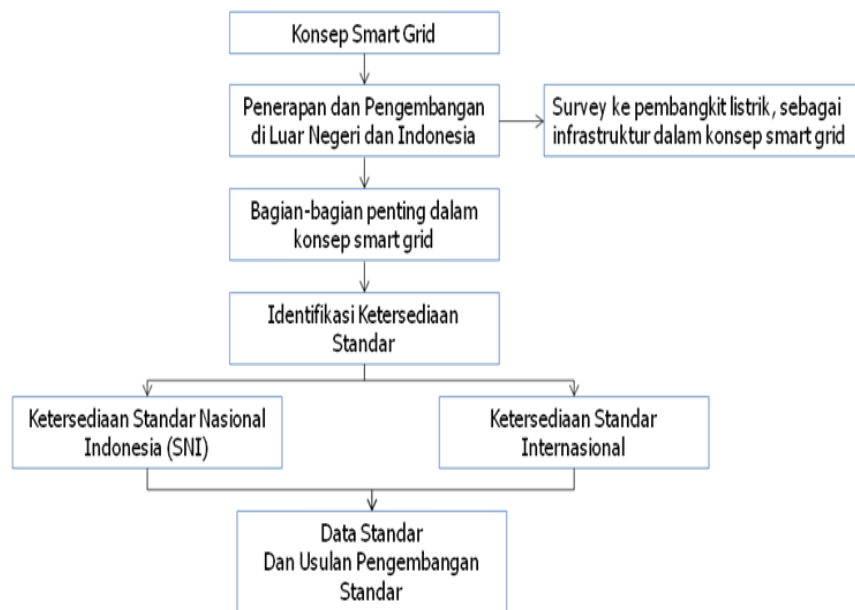 Konsep Smart Grid
Penerapan dan Pengembangan
di Luar Negeri dan Indonesia
Survey ke pembangkit listrik, sebagai
infrastruktur dalam konsep smart grid
Bagian-bagian penting dalam
konsep smart grid
Identifikasi Ketersediaan
Standar
Ketersediaan Standar Nasional
Indonesia (SNI)
Ketersediaan Standar
Internasional
Data Standar
Dan Usulan Pengembangan
Standar